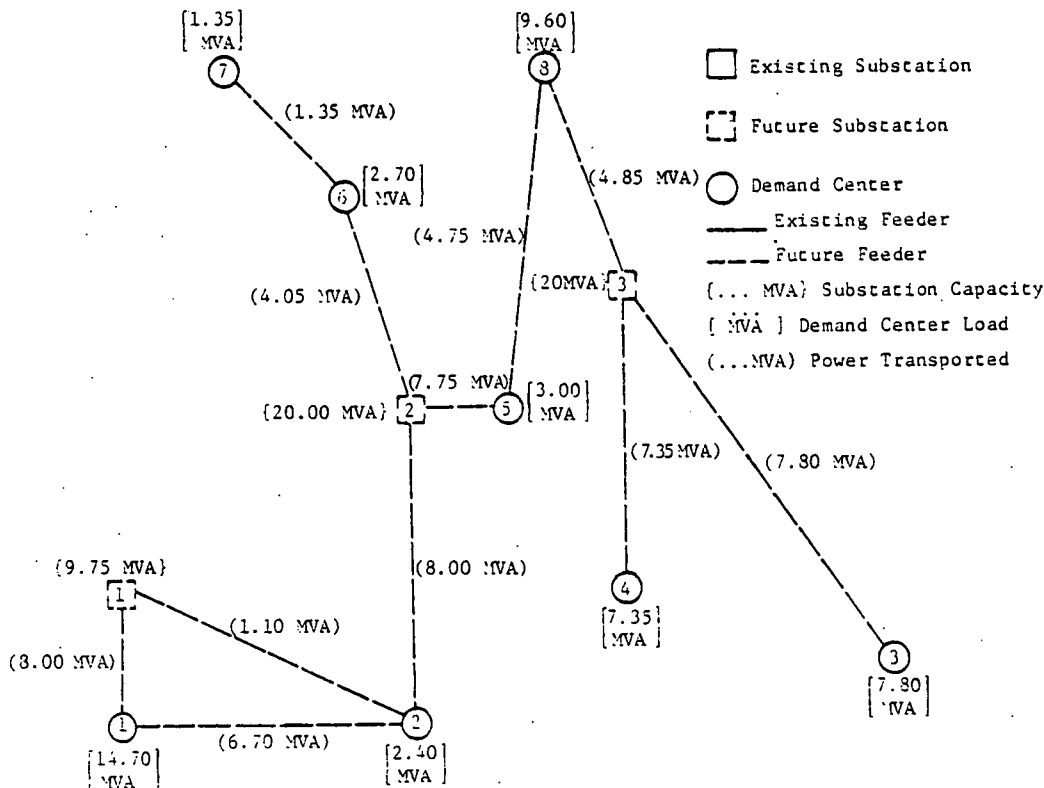 [1.35]
MVA
7
(1.35 MVA)
6
[2.70]
MVA
(4.05 MVA)
[9.60]
MVA
8
(4.75 MVA)
(4.85 MVA)
{20MVA}
3
(7.75 MVA)
{20.00 MVA}
2
5
[3.00]
MVA
(7.35 MVA)
(7.80 MVA)
{9.75 MVA}
1
(8.00 MVA)
(1.10 MVA)
(8.00 MVA)
4
[7.35]
MVA
3
[7.80]
MVA
1
(6.70 MVA)
2
[14.70]
MVA
[2.40]
MVA
Existing Substation
Future Substation
Demand Center
Existing Feeder
Future Feeder
{... MVA} Substation Capacity
[ MVA ] Demand Center Load
(...MVA) Power Transported